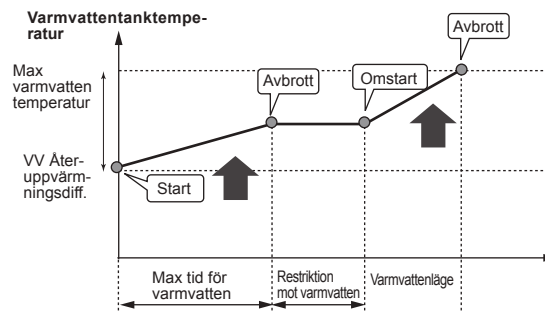 Varmvattentanktempe-
ratur
Avbrott
Max
varmvatten
temperatur
Avbrott
Omstart
VV Åter-
uppvärm-
ningsdiff.
Start
Max tid för
varmvatten
Restriktion
mot varmvatten
Varmvattenläge